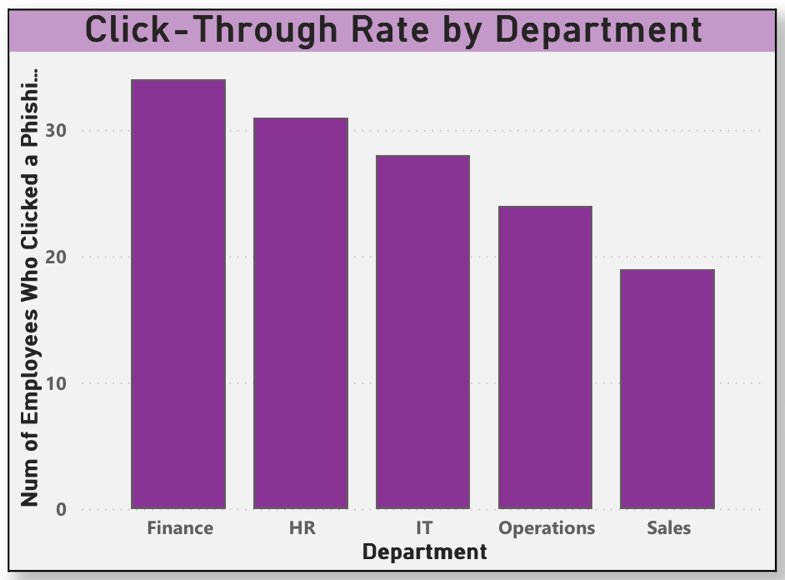 Click-Through Rate by Department
Num of Employees Who Clicked a Phishi...
30
20
10
0
Finance
HR
IT
Operations
Sales
Department